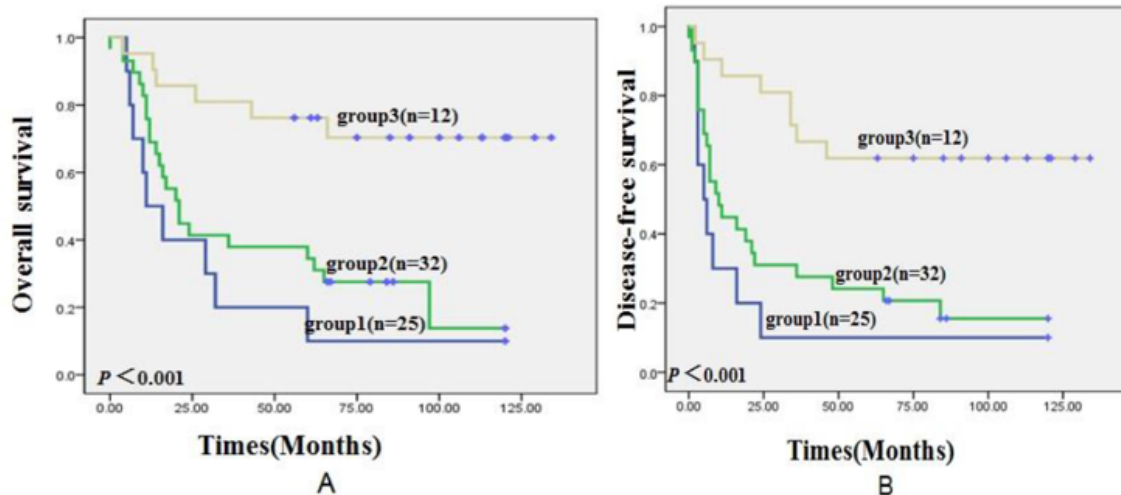 Overall survival
1.0
0.8
0.6
0.4
0.2
0.0
group3(n=12)
group2(n=32)
group1(n=25)
P＜0.001
0.00 25.00 50.00 75.00 100.00 125.00
Times(Months)
A
Disease-free survival
1.0
0.8
0.6
0.4
0.2
0.0
group3(n=12)
group2(n=32)
group1(n=25)
P＜0.001
0.00 25.00 50.00 75.00 100.00 125.00
Times(Months)
B